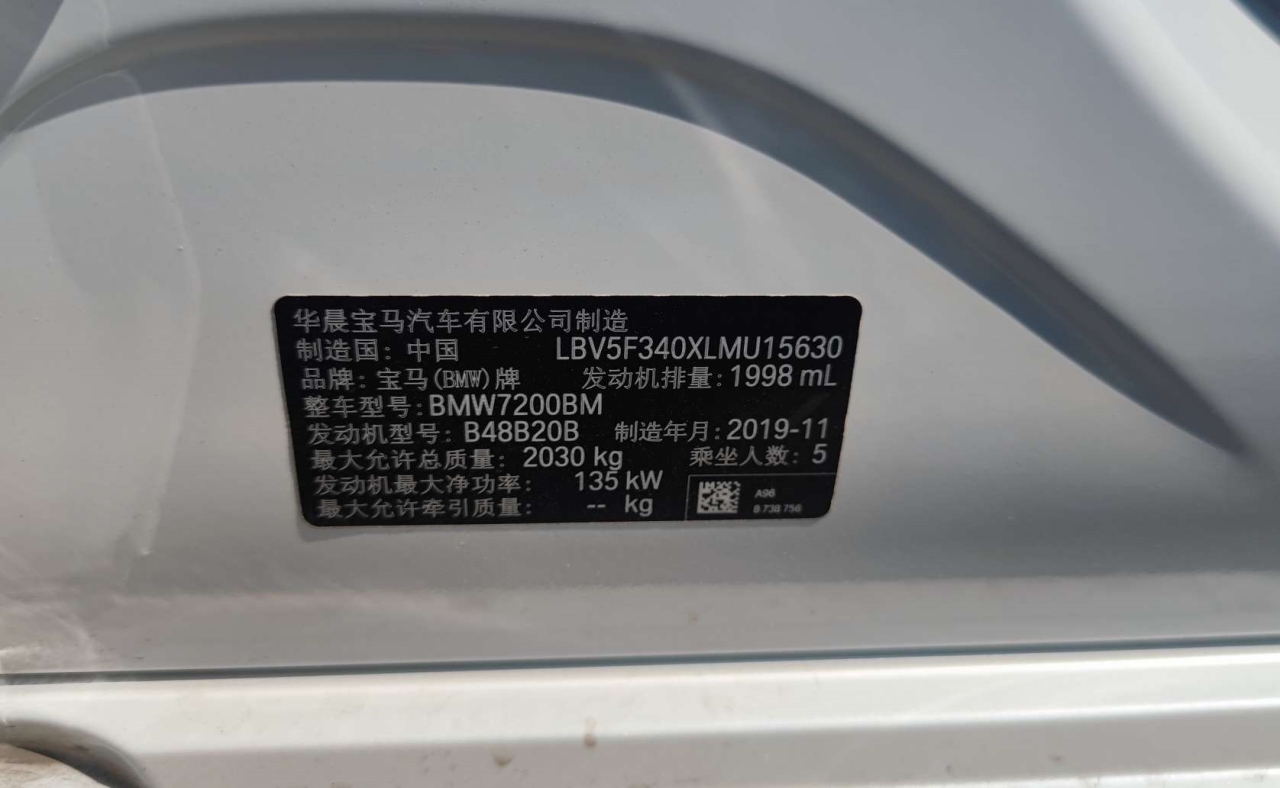 华晨宝马汽车有限公司制造
制造国：中国 LBV5F340XLMU15630
品牌：宝马(BMW)牌 发动机排量：1998 mL
整车型号：BMW7200BM
发动机型号：B48B20B 制造年月：2019-11
最大允许总质量：2030 kg 乘坐人数：5
发动机最大净功率：135 kW
最大允许牵引质量：-- kg
A96
8 738 756